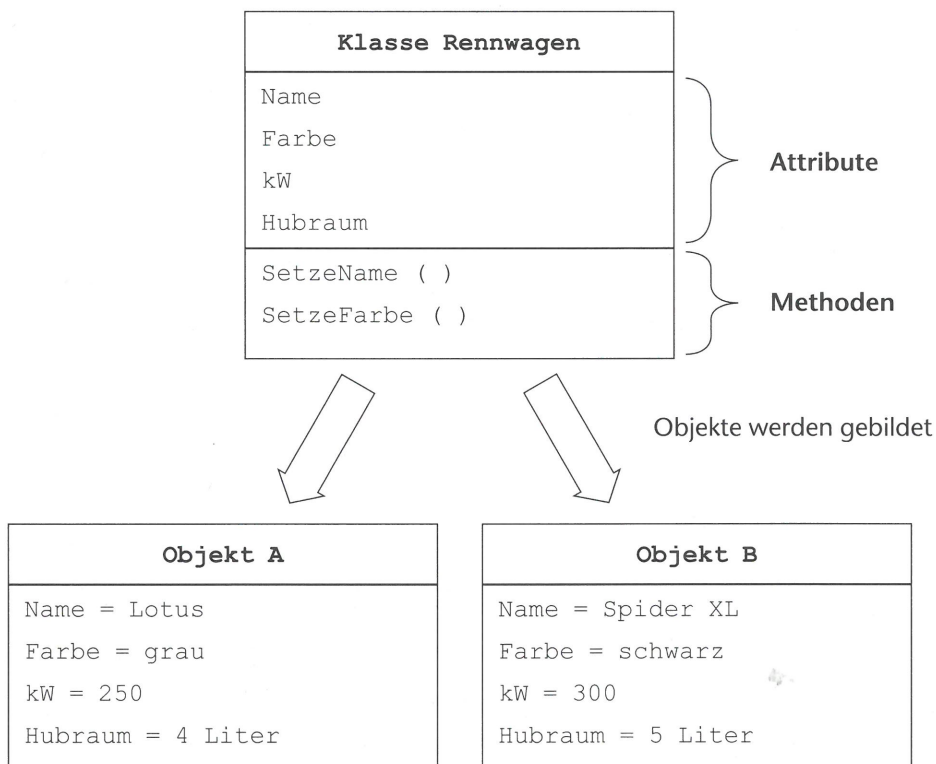 Klasse Rennwagen
Name
Farbe
kW
Hubraum
Attribute
SetzeName ( )
SetzeFarbe ( )
Methoden
Objekte werden gebildet
Objekt A
Name = Lotus
Farbe = grau
kW = 250
Hubraum = 4 Liter
Objekt B
Name = Spider XL
Farbe = schwarz
kW = 300
Hubraum = 5 Liter